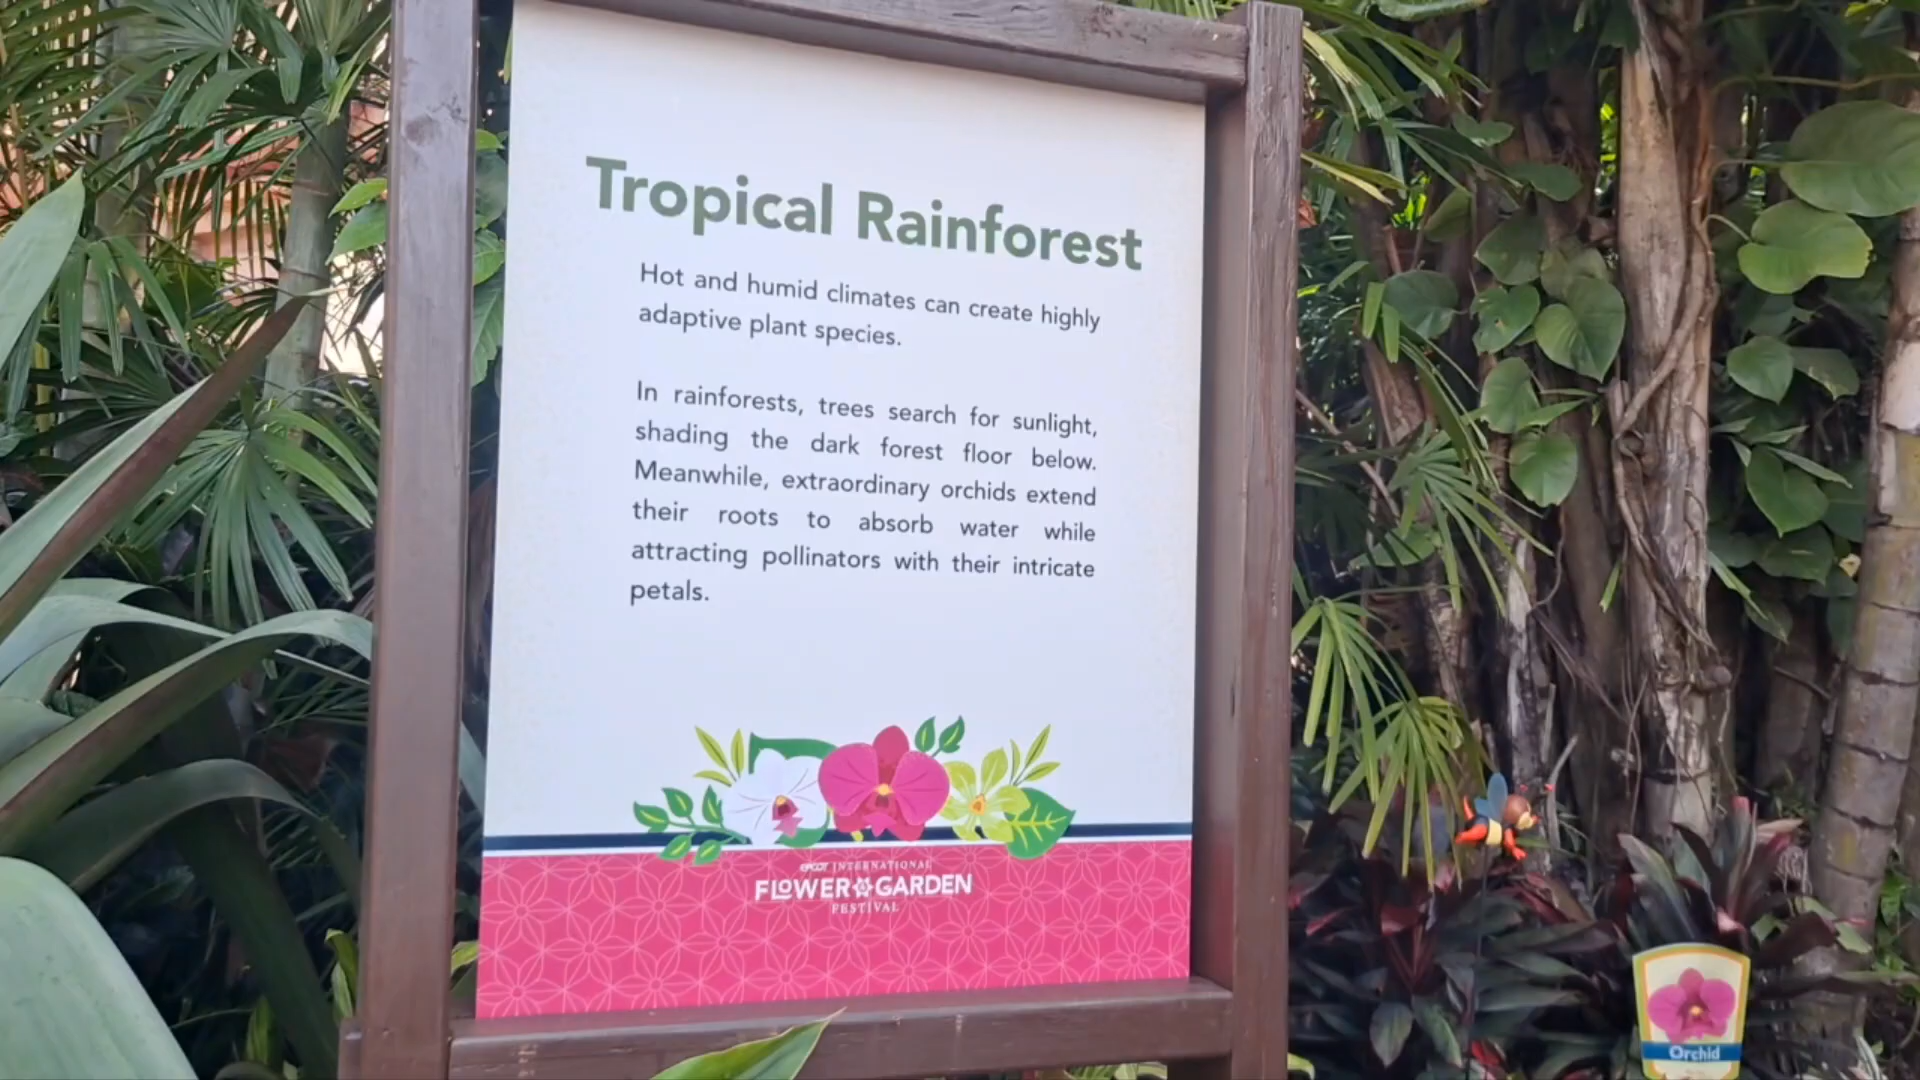 Tropical Rainforest
Hot and humid climates can create highly
adaptive plant species.
In rainforests, trees search for sunlight,
shading the dark forest floor below.
Meanwhile, extraordinary orchids extend
their roots to absorb water while
attracting pollinators with their intricate
petals.
EPCOT INTERNATIONAL
FLOWER GARDEN
FESTIVAL
Orchid